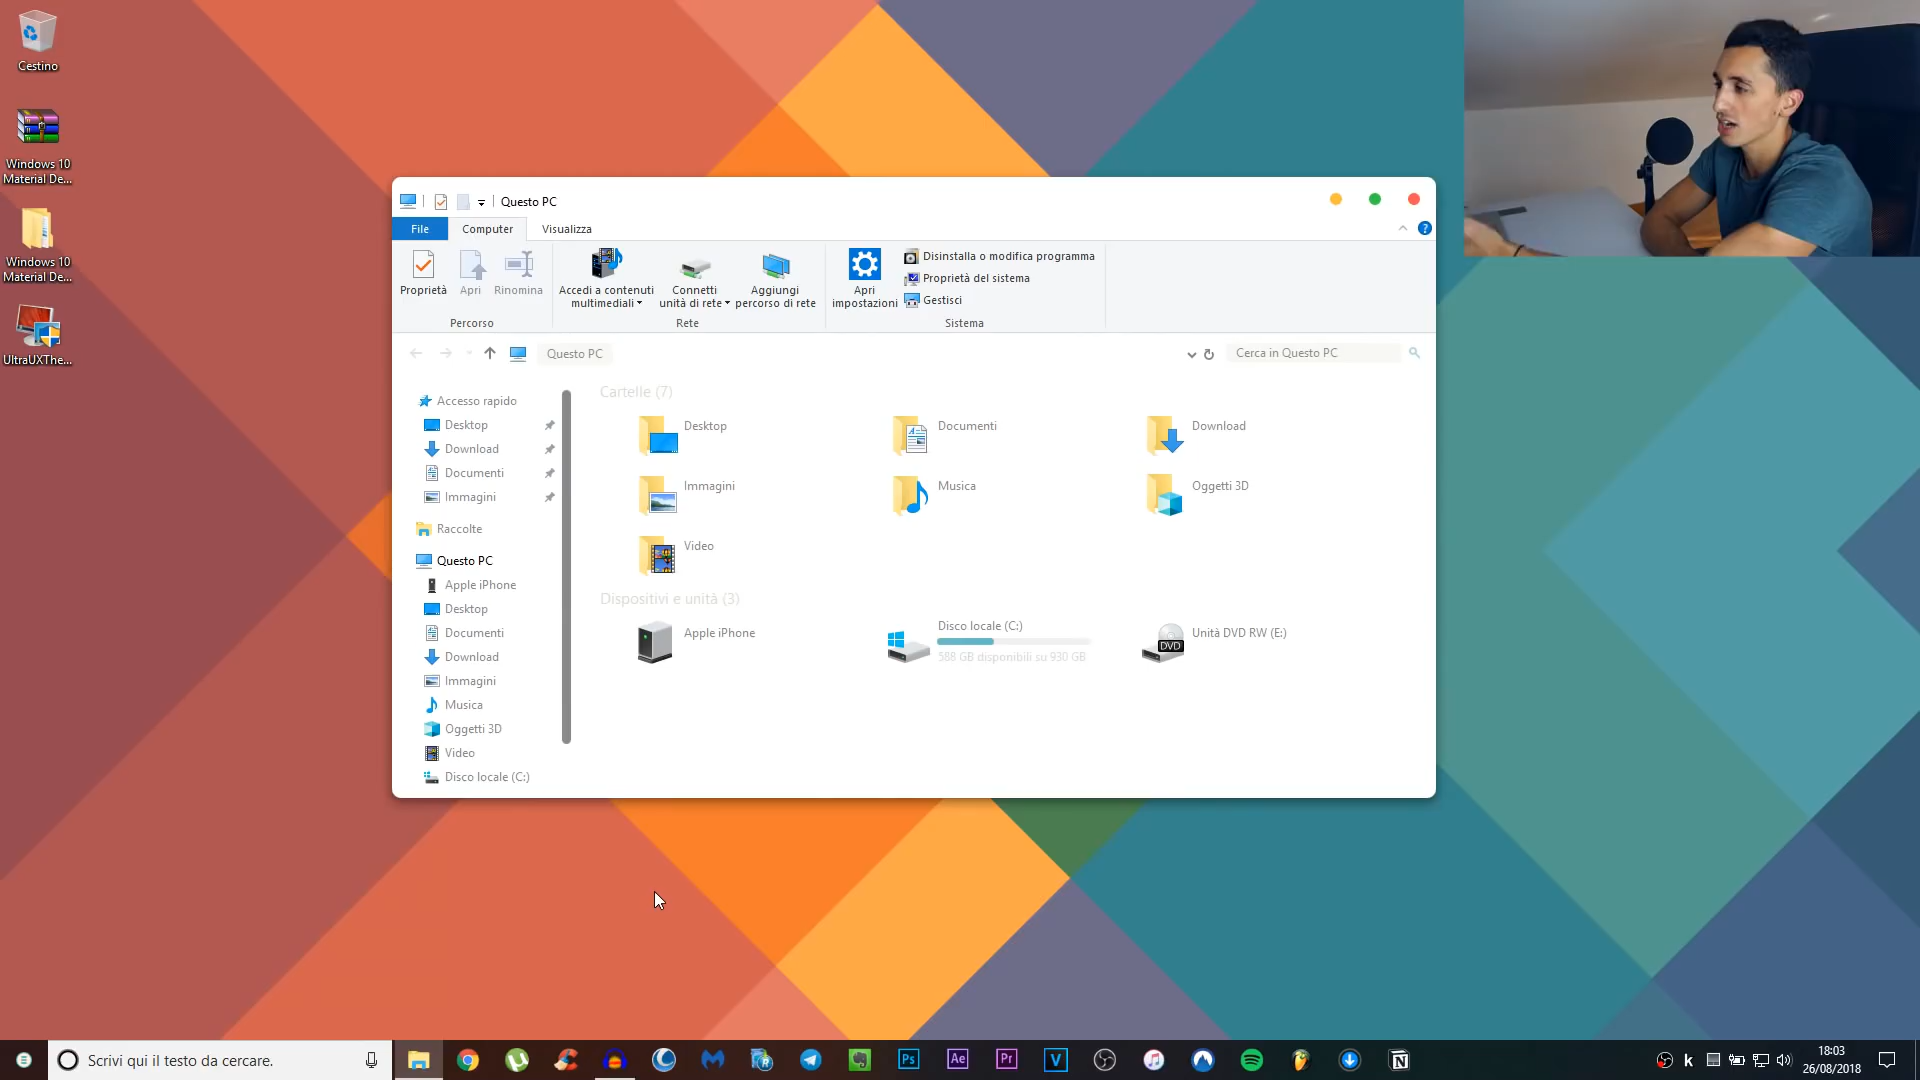 Cestino
Windows 10
Material De...
Windows 10
Material De...
UltraUXThe...
Questo PC
File
Computer
Visualizza
Proprietà
Apri
Rinomina
Percorso
Accedi a contenuti
multimediali
Connetti
unità di rete
Aggiungi
percorso di rete
Rete
Apri
impostazioni
Disinstalla o modifica programma
Proprietà del sistema
Gestisci
Sistema
Questo PC
Cerca in Questo PC
Accesso rapido
Desktop
Download
Documenti
Immagini
Raccolte
Questo PC
Apple iPhone
Desktop
Documenti
Download
Immagini
Musica
Oggetti 3D
Video
Disco locale (C:)
Cartelle (7)
Desktop
Documenti
Download
Immagini
Musica
Oggetti 3D
Video
Dispositivi e unità (3)
Apple iPhone
Disco locale (C:)
588 GB disponibili su 930 GB
DVD
Unità DVD RW (E:)
Scrivi qui il testo da cercare.
Ps
Ae
Pr
V
N
k
18:03
26/08/2018